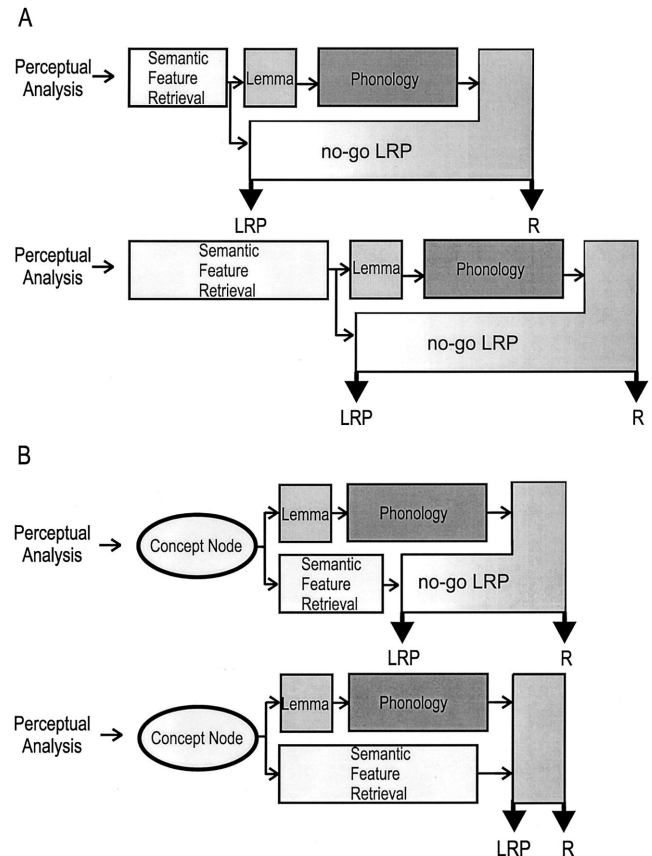 A
Perceptual
Analysis
Semantic
Feature
Retrieval
Lemma
Phonology
no-go LRP
LRP
R
Perceptual
Analysis
Semantic
Feature
Retrieval
Lemma
Phonology
no-go LRP
LRP
R
B
Perceptual
Analysis
Concept Node
Lemma
Phonology
Semantic
Feature
Retrieval
no-go LRP
LRP
R
Perceptual
Analysis
Concept Node
Lemma
Phonology
Semantic
Feature
Retrieval
LRP
R